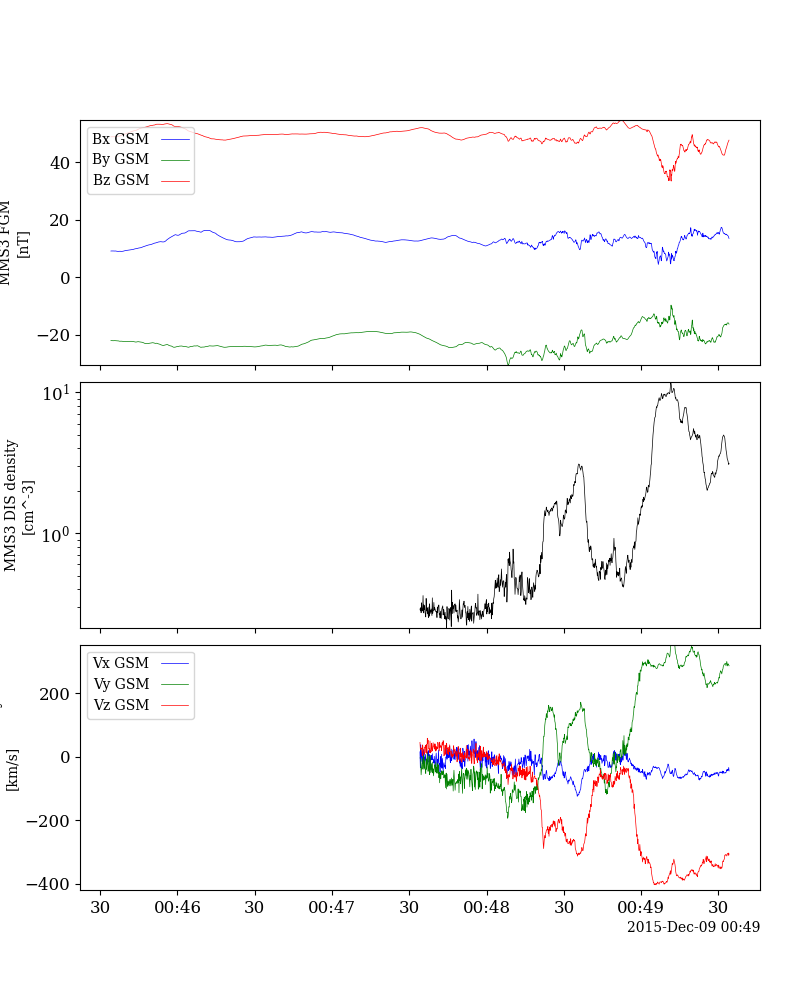 MMS3 FGM
[nT]
40
20
0
−20
Bx GSM
By GSM
Bz GSM
MMS3 DIS density
[cm^-3]
10^1
10^0
[km/s]
200
0
−200
−400
Vx GSM
Vy GSM
Vz GSM
30 00:46 30 00:47 30 00:48 30 00:49 30
2015-Dec-09 00:49